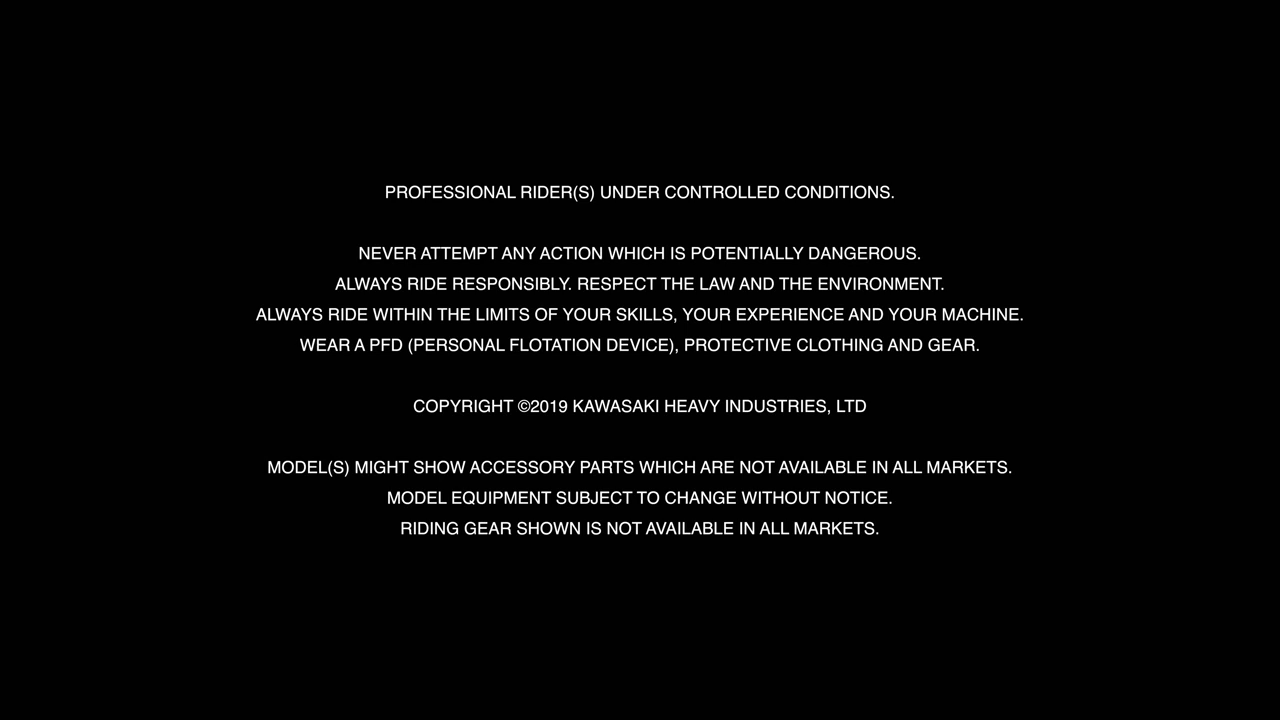 PROFESSIONAL RIDER(S) UNDER CONTROLLED CONDITIONS.
NEVER ATTEMPT ANY ACTION WHICH IS POTENTIALLY DANGEROUS.
ALWAYS RIDE RESPONSIBLY. RESPECT THE LAW AND THE ENVIRONMENT.
ALWAYS RIDE WITHIN THE LIMITS OF YOUR SKILLS, YOUR EXPERIENCE AND YOUR MACHINE.
WEAR A PFD (PERSONAL FLOTATION DEVICE), PROTECTIVE CLOTHING AND GEAR.
COPYRIGHT ©2019 KAWASAKI HEAVY INDUSTRIES, LTD
MODEL(S) MIGHT SHOW ACCESSORY PARTS WHICH ARE NOT AVAILABLE IN ALL MARKETS.
MODEL EQUIPMENT SUBJECT TO CHANGE WITHOUT NOTICE.
RIDING GEAR SHOWN IS NOT AVAILABLE IN ALL MARKETS.